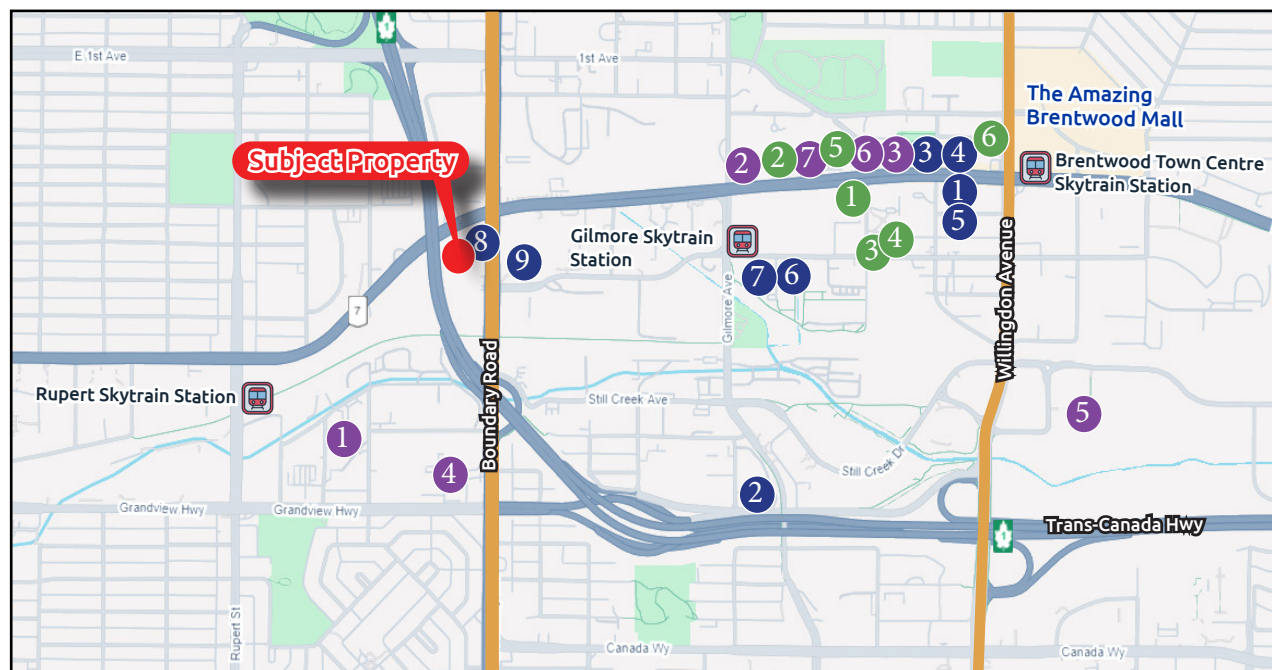 1
E 1st Ave
1st Ave
The Amazing
Brentwood Mall
Subject Property
2
2
7
5
6
3
3
4
6
Brentwood Town Centre
Skytrain Station
1
1
5
8
9
Gilmore Skytrain
Station
3
4
7
6
7
Gilmore Ave
Willingdon Avenue
Rupert Skytrain Station
Boundary Road
Still Creek Ave
5
1
4
Still Creek Dr
2
Grandview Hwy
Grandview Hwy
Trans-Canada Hwy
1
Rupert St
Canada Wy
Canada Wy